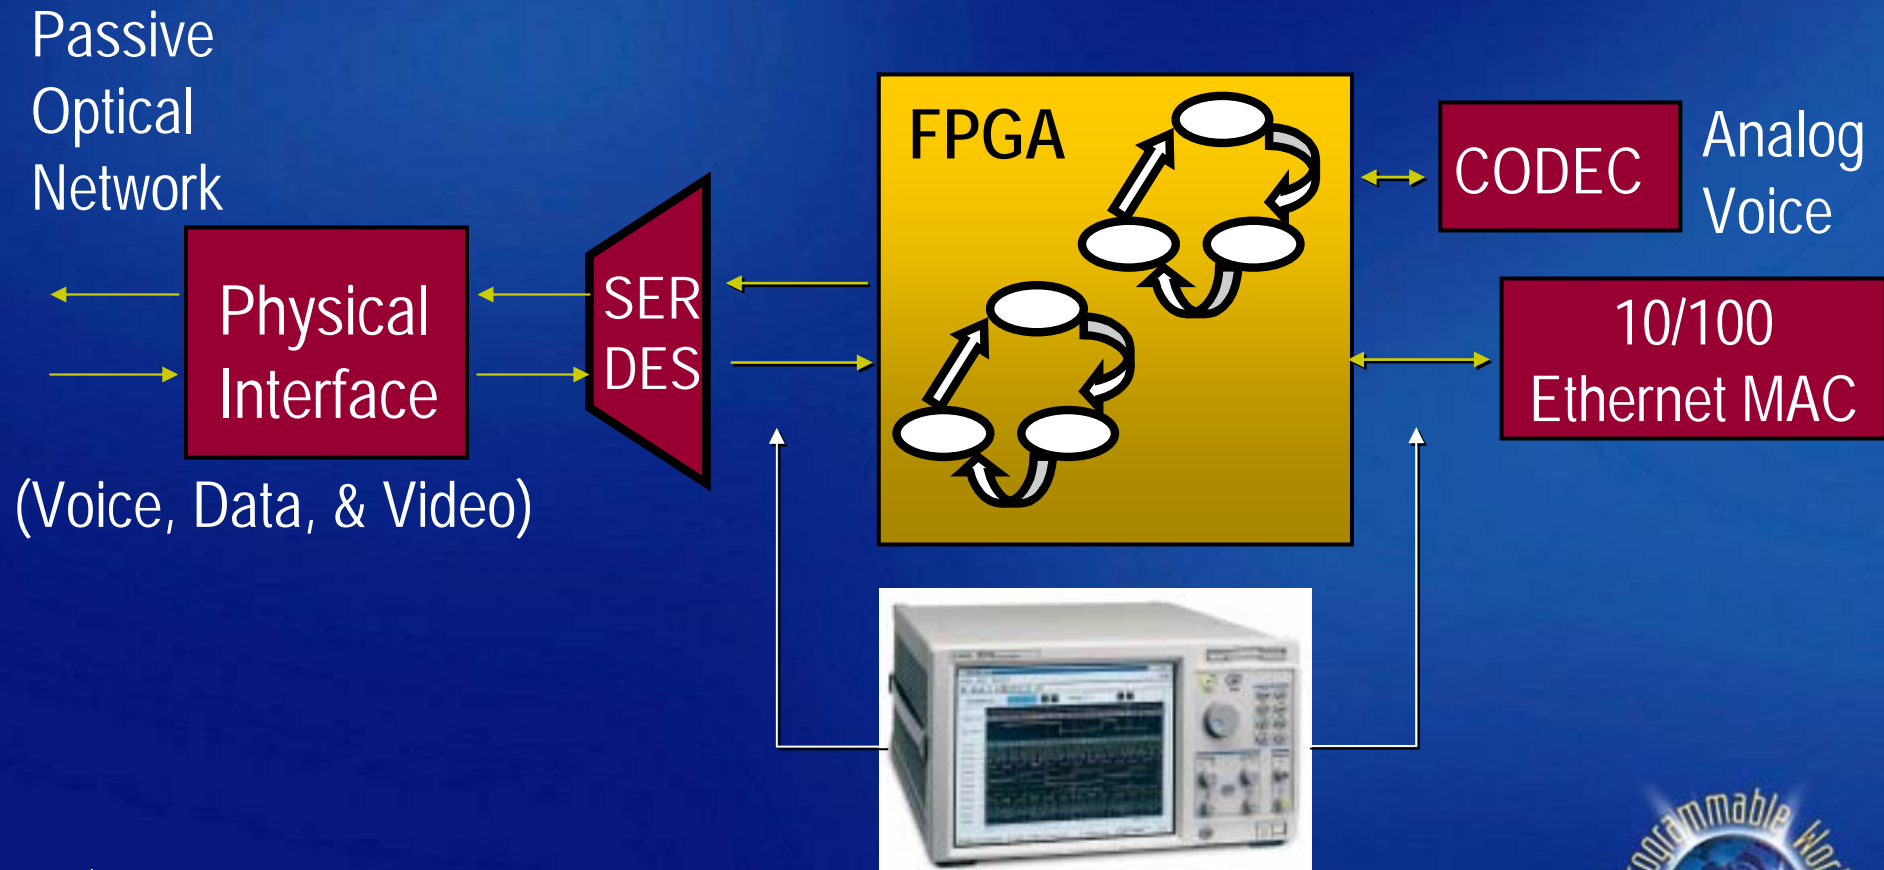 Passive
Optical
Network
FPGA
CODEC
Analog
Voice
SER
DES
Physical
Interface
10/100
Ethernet MAC
(Voice, Data, & Video)